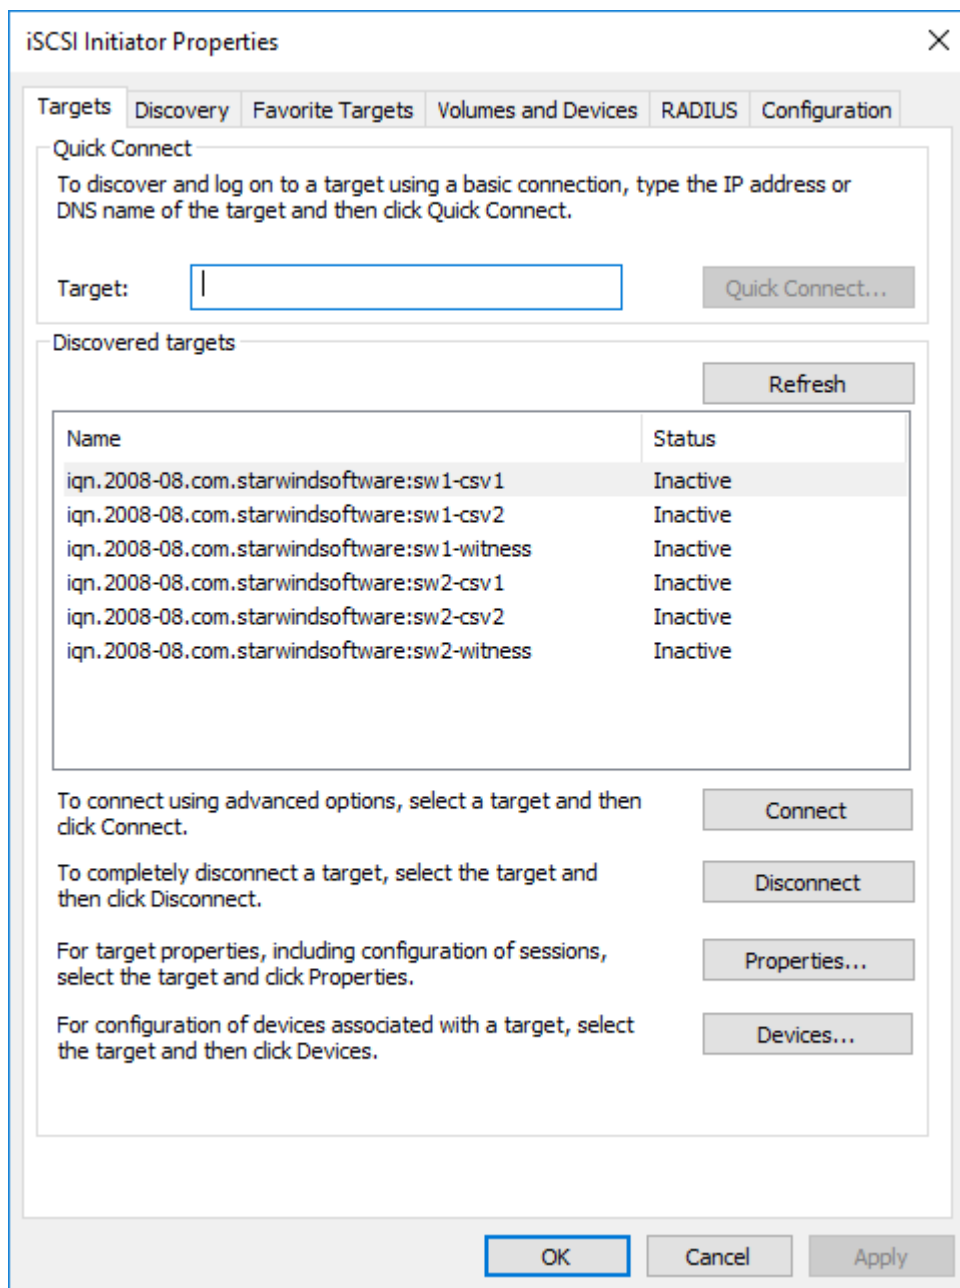 iSCSI Initiator Properties
Targets Discovery Favorite Targets Volumes and Devices RADIUS Configuration
Quick Connect
To discover and log on to a target using a basic connection, type the IP address or
DNS name of the target and then click Quick Connect.
Target: Quick Connect...
Discovered targets
Refresh
Name Status
iqn.2008-08.com.starwindsoftware:sw1-csv1 Inactive
iqn.2008-08.com.starwindsoftware:sw1-csv2 Inactive
iqn.2008-08.com.starwindsoftware:sw1-witness Inactive
iqn.2008-08.com.starwindsoftware:sw2-csv1 Inactive
iqn.2008-08.com.starwindsoftware:sw2-csv2 Inactive
iqn.2008-08.com.starwindsoftware:sw2-witness Inactive
To connect using advanced options, select a target and then
click Connect.
Connect
To completely disconnect a target, select the target and
then click Disconnect.
Disconnect
For target properties, including configuration of sessions,
select the target and click Properties.
Properties...
For configuration of devices associated with a target, select
the target and then click Devices.
Devices...
OK Cancel Apply